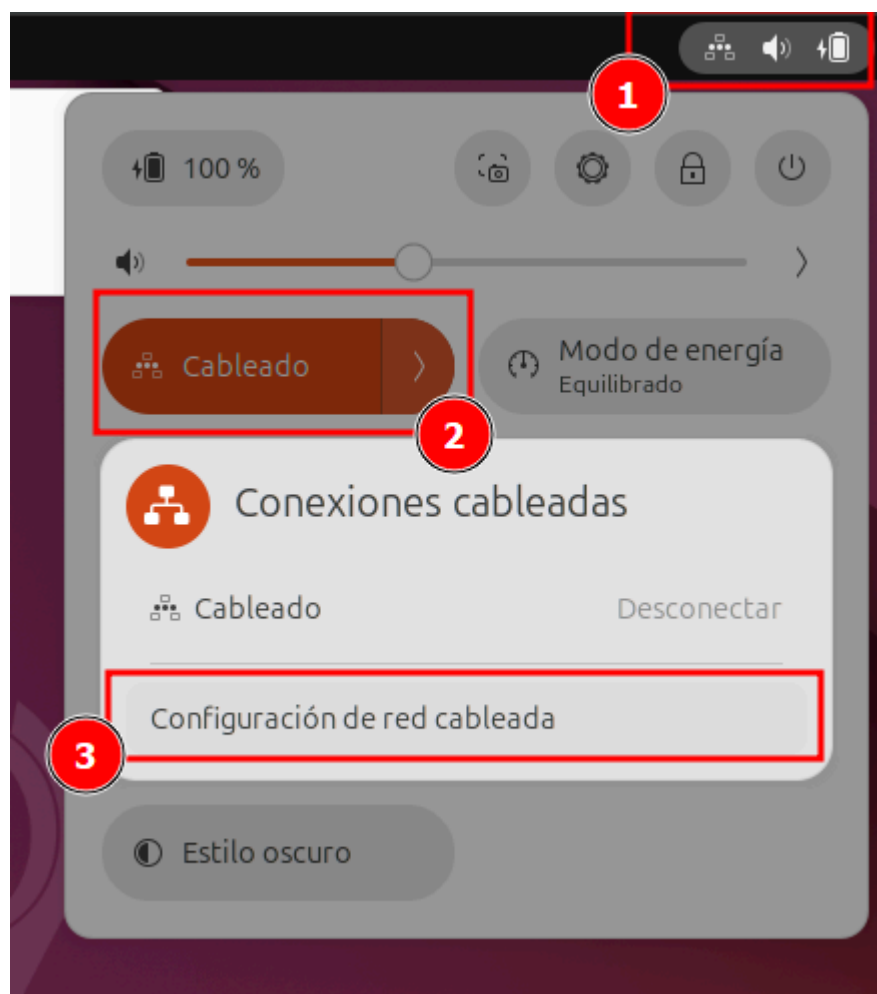 1
100 %
2
Cableado
Modo de energía
Equilibrado
Conexiones cableadas
Cableado
Desconectar
3
Configuración de red cableada
Estilo oscuro